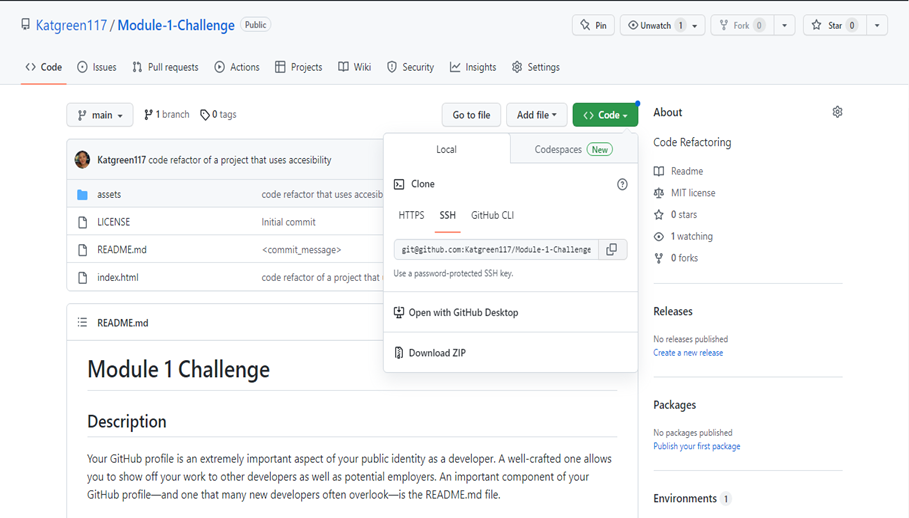 Katgreen117 / Module-1-Challenge Public
Pin Unwatch 1 Fork 0 Star 0
<> Code Issues Pull requests Actions Projects Wiki Security Insights Settings
main 1 branch 0 tags Go to file Add file <> Code
Katgreen117 code refactor of a project that uses accesibility
assets code refactor that uses accesib
LICENSE Initial commit
README.md <commit_message>
index.html code refactor of a project that
Local Codespaces New
Clone
HTTPS SSH GitHub CLI
git@github.com:Katgreen117/Module-1-Challenge
Use a password-protected SSH key.
Open with GitHub Desktop
Download ZIP
README.md
Module 1 Challenge
Description
Your GitHub profile is an extremely important aspect of your public identity as a developer. A well-crafted one allows
you to show off your work to other developers as well as potential employers. An important component of your
GitHub profile—and one that many new developers often overlook—is the README.md file.
About
Code Refactoring
Readme
MIT license
0 stars
1 watching
0 forks
Releases
No releases published
Create a new release
Packages
No packages published
Publish your first package
Environments 1